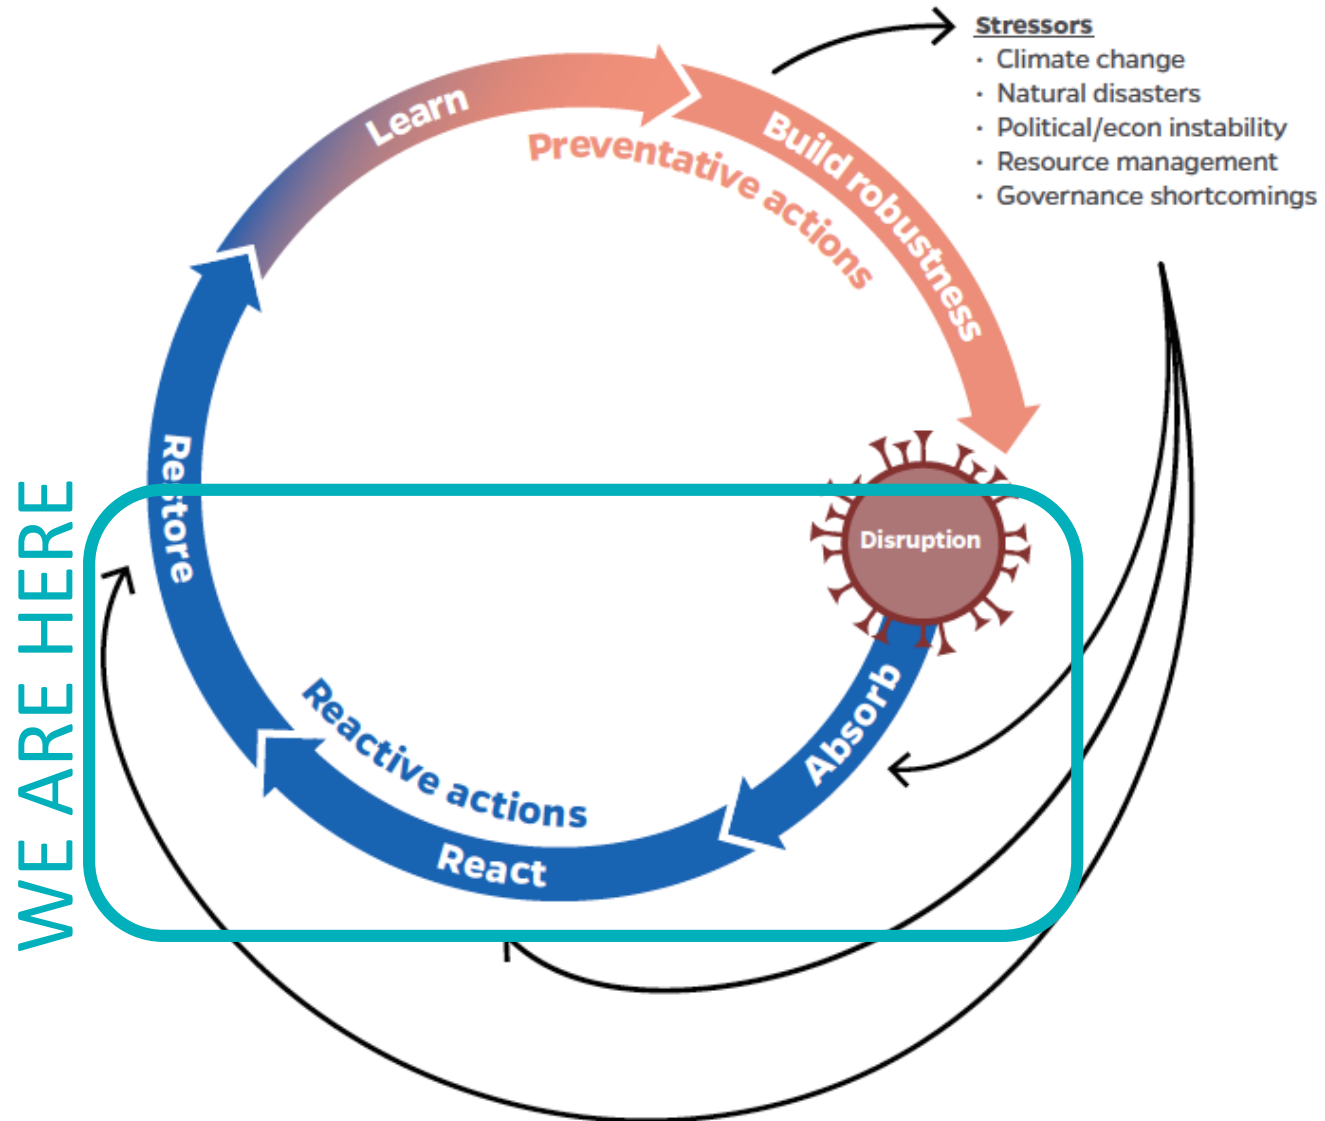 Stressors
· Climate change
· Natural disasters
· Political/econ instability
· Resource management
· Governance shortcomings
Learn
Build robustness
Preventative actions
Disruption
Absorb
React
Reactive actions
Restore
WE ARE HERE